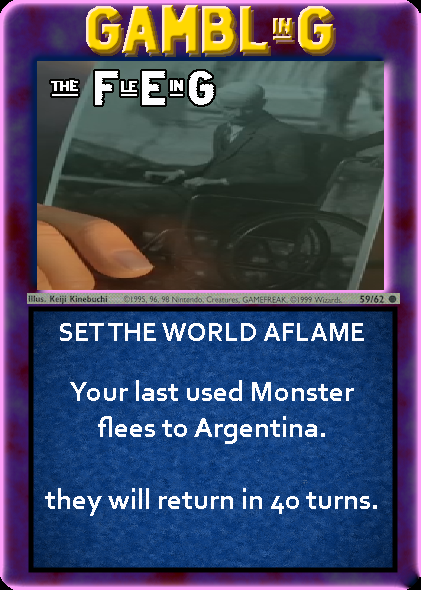 GAMBLING
THE FLEEING
Illus. Keiji Kinebuchi ©1995, 96, 98 Nintendo, Creatures, GAMEFREAK. ©1999 Wizards. 59/62 ●
SET THE WORLD AFLAME
Your last used Monster
flees to Argentina.
they will return in 40 turns.